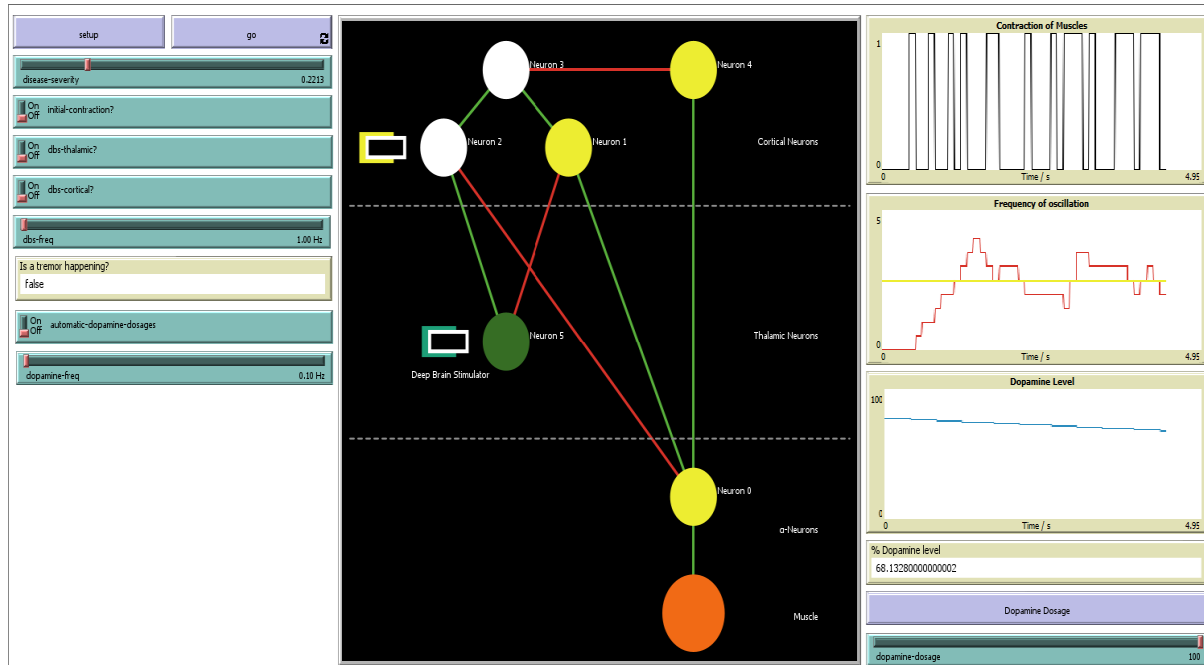 setup
go
disease-severity
0.2213
On
Off
initial-contraction?
On
Off
dbs-thalamic?
On
Off
dbs-cortical?
dbs-freq
1.00 Hz
Is a tremor happening?
false
On
Off
automatic-dopamine-dosages
dopamine-freq
0.10 Hz
Neuron 3
Neuron 4
Neuron 2
Neuron 1
Cortical Neurons
Neuron 5
Thalamic Neurons
Deep Brain Stimulator
Neuron 0
α-Neurons
Muscle
Contraction of Muscles
1
0
0
Time / s
4.95
Frequency of oscillation
5
0
0
Time / s
4.95
Dopamine Level
100
0
0
Time / s
4.95
% Dopamine level
68.13280000000002
Dopamine Dosage
dopamine-dosage
100